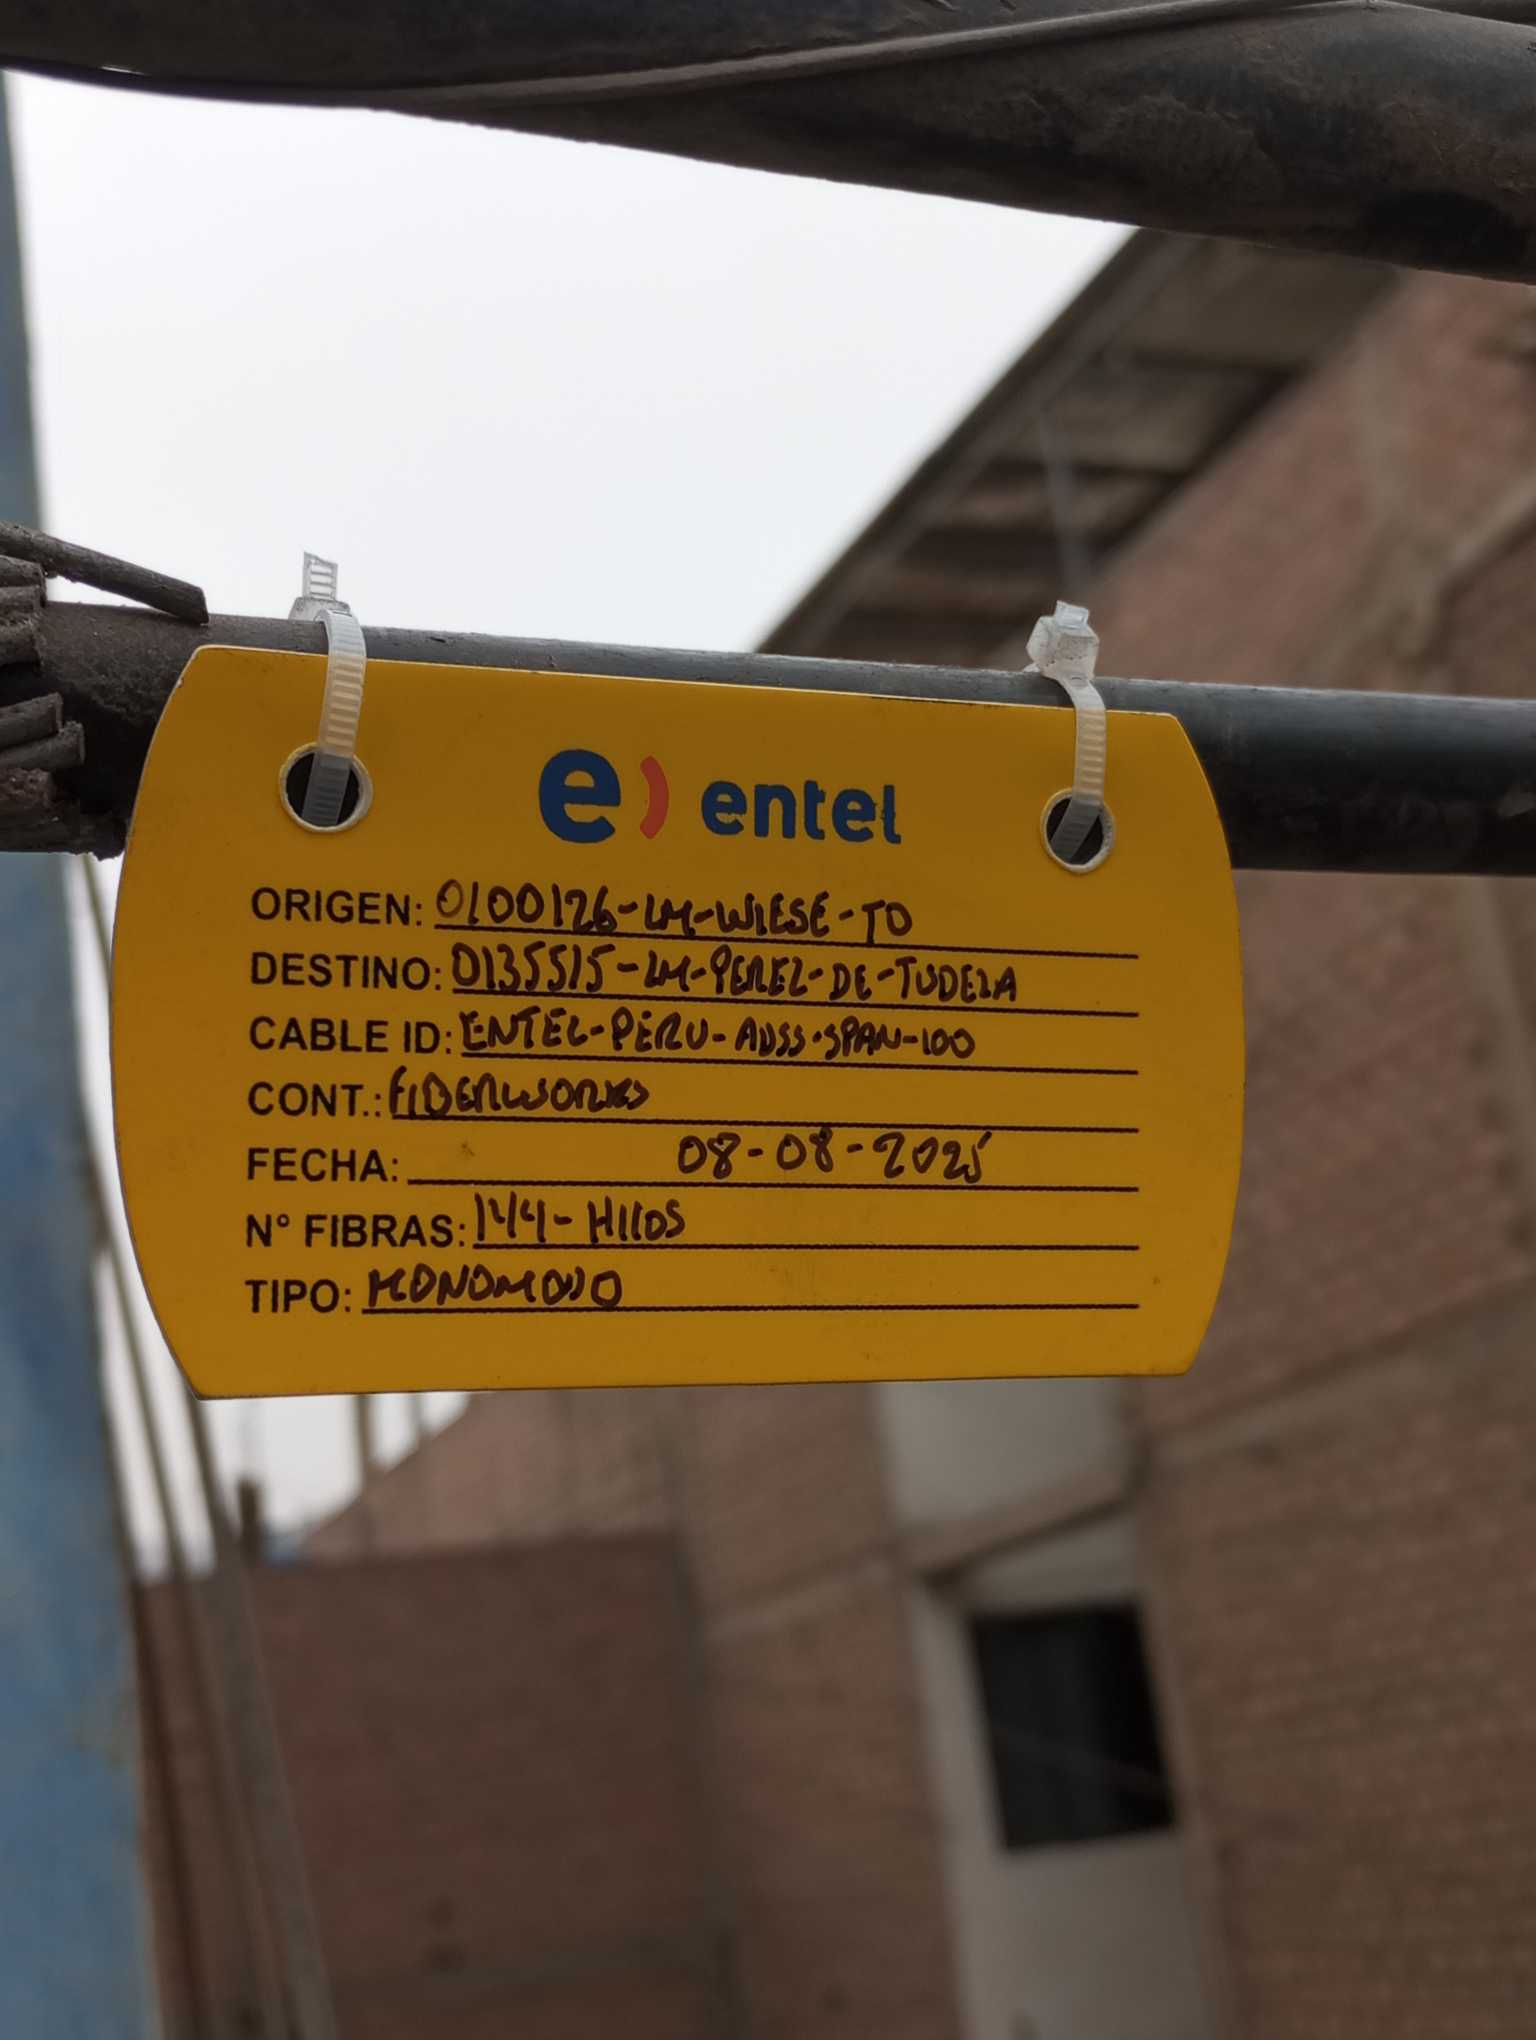 e) entel
ORIGEN: 0100126-LM-WIESE-TO
DESTINO: 0135515-LM-PEREZ-DE-TUDELA
CABLE ID: ENTEL-PERU-ADSS-SPAN-100
CONT.: FIBERWORKS
FECHA: 08-08-2025
N° FIBRAS: 144-HILOS
TIPO: MONOMODO